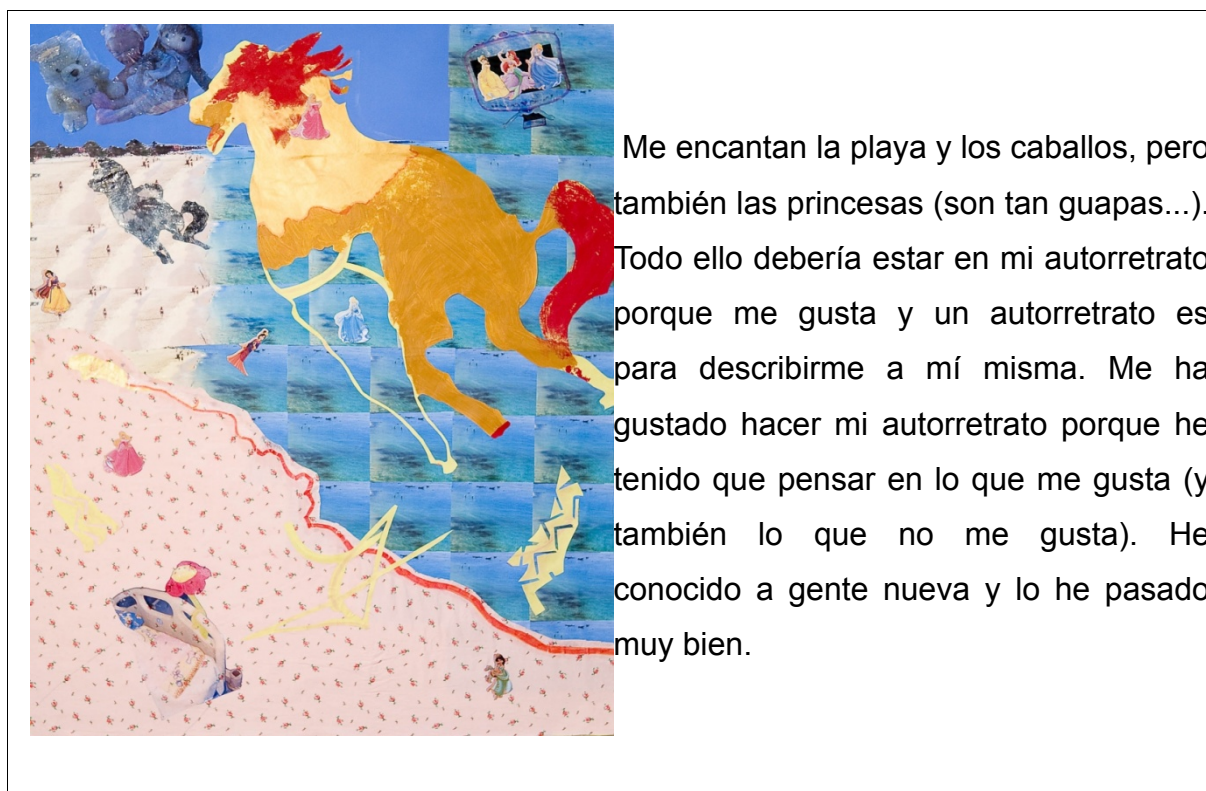 Me encantan la playa y los caballos, pero
también las princesas (son tan guapas...).
Todo ello debería estar en mi autorretrato
porque me gusta y un autorretrato es
para describirme a mí misma. Me ha
gustado hacer mi autorretrato porque he
tenido que pensar en lo que me gusta (y
también lo que no me gusta). He
conocido a gente nueva y lo he pasado
muy bien.